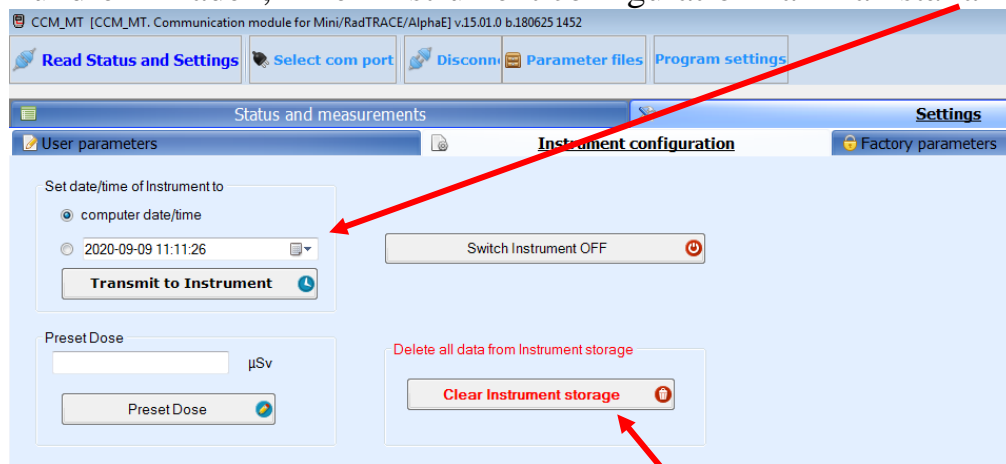 CCM_MT [CCM_MT. Communication module for Mini/RadTRACE/AlphaE] v.15.01.0 b.180625 1452
Read Status and Settings Select com port Disconn Parameter files Program settings
Status and measurements Settings
User parameters Instrument configuration Factory parameters
Set date/time of Instrument to
computer date/time
2020-09-09 11:11:26 Switch Instrument OFF
Transmit to Instrument
Preset Dose
Delete all data from Instrument storage
µSv
Clear Instrument storage
Preset Dose